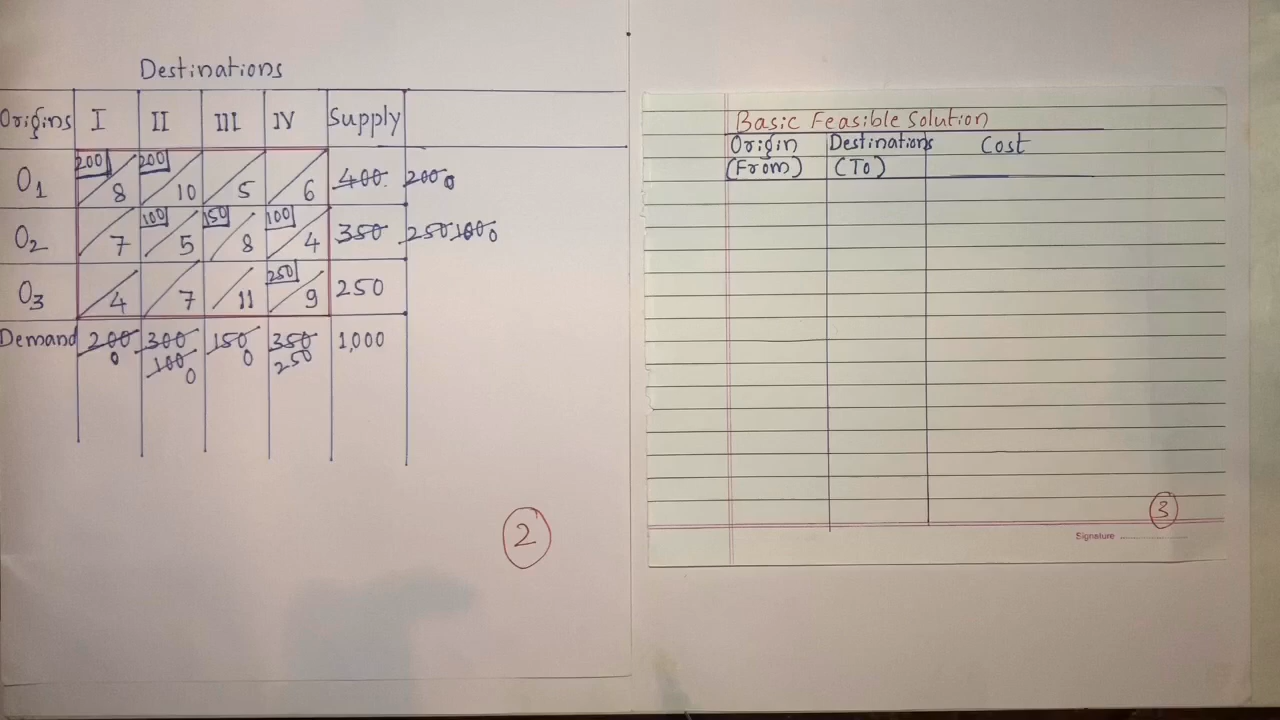 Destinations
Origins I II III IV Supply
O1 200 8 200 10 5 6 400 200 0
O2 7 100 5 150 8 100 4 350 250 100 0
O3 4 7 11 250 9 250
Demand 200 300 150 350 1,000
0 100 0 250
0
2
Basic Feasible Solution
Origin Destinations Cost
(From) (To)
3
Signature